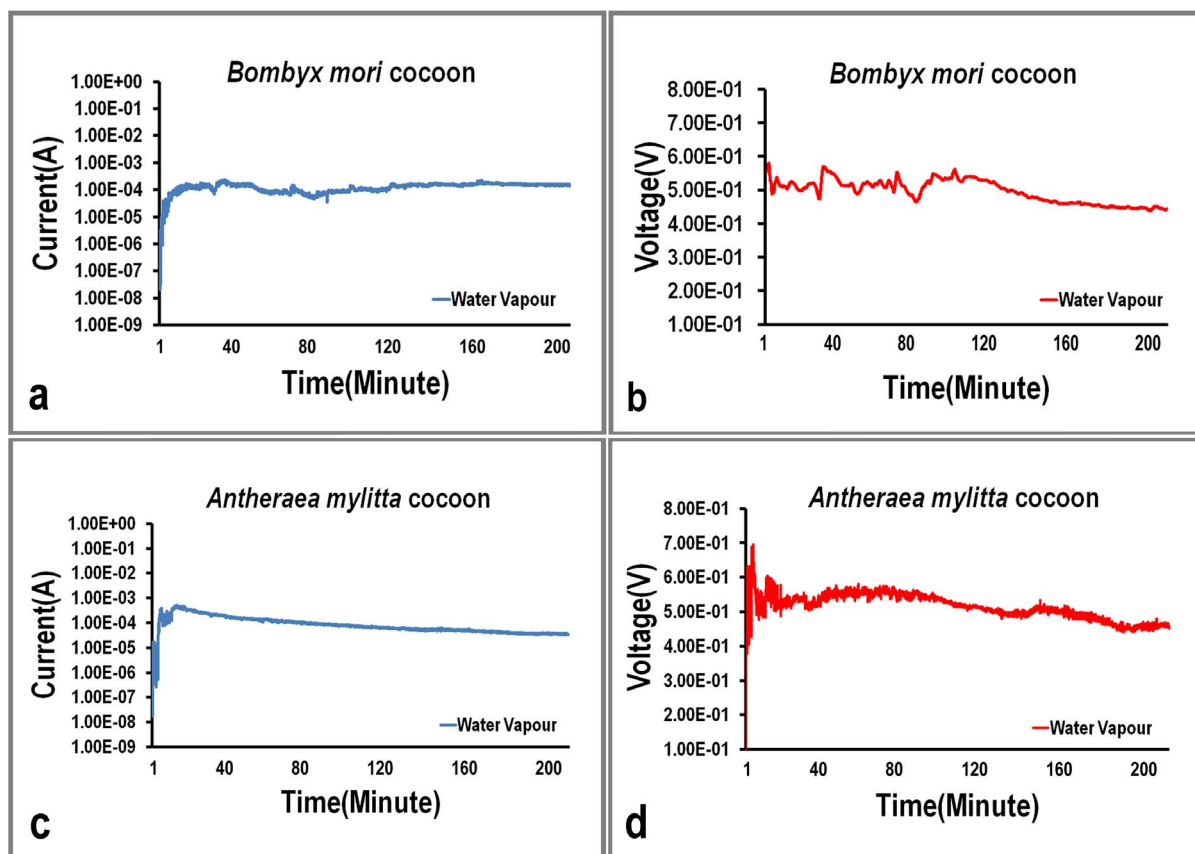 Bombyx mori cocoon
1.00E+00
1.00E-01
1.00E-02
1.00E-03
1.00E-04
1.00E-05
1.00E-06
1.00E-07
1.00E-08
1.00E-09
Current(A)
Water Vapour
1 40 80 120 160 200
Time(Minute)
a
Bombyx mori cocoon
8.00E-01
7.00E-01
6.00E-01
5.00E-01
4.00E-01
3.00E-01
2.00E-01
1.00E-01
Voltage(V)
Water Vapour
1 40 80 120 160 200
Time(Minute)
b
Antheraea mylitta cocoon
1.00E+00
1.00E-01
1.00E-02
1.00E-03
1.00E-04
1.00E-05
1.00E-06
1.00E-07
1.00E-08
1.00E-09
Current(A)
Water Vapour
1 40 80 120 160 200
Time(Minute)
c
Antheraea mylitta cocoon
8.00E-01
7.00E-01
6.00E-01
5.00E-01
4.00E-01
3.00E-01
2.00E-01
1.00E-01
Voltage(V)
Water Vapour
1 40 80 120 160 200
Time(Minute)
d